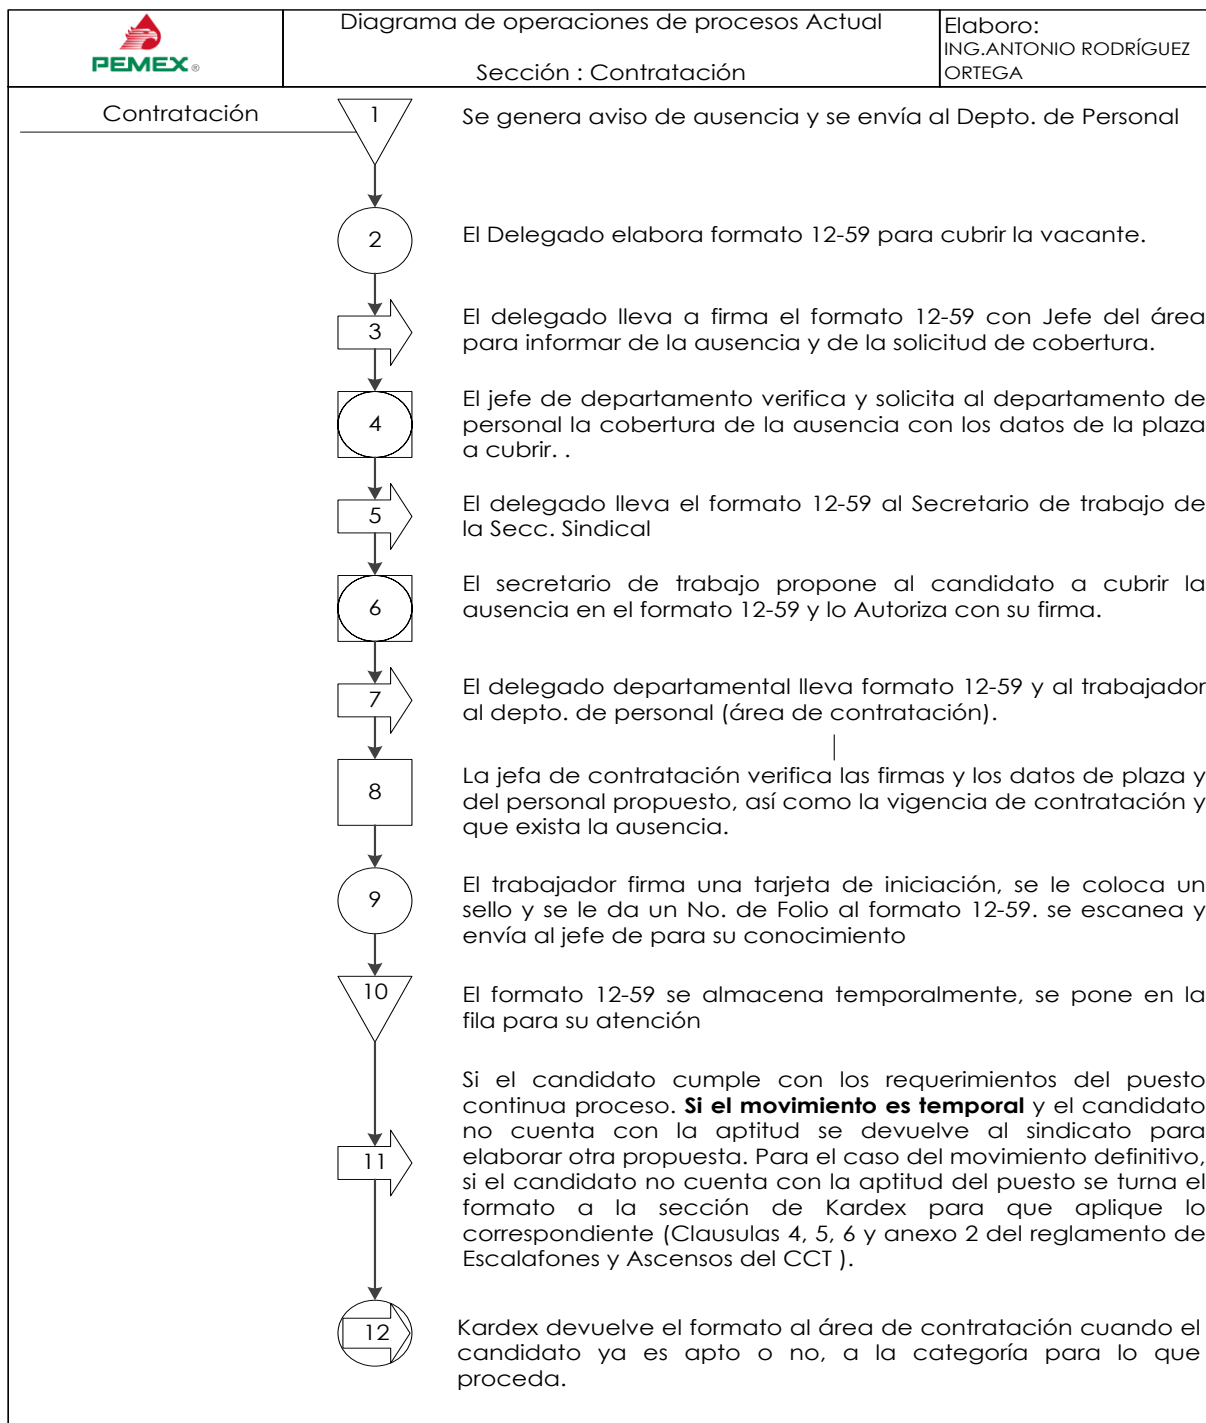 PEMEX®
Diagrama de operaciones de procesos Actual
Sección : Contratación
Elaboro:
ING.ANTONIO RODRÍGUEZ
ORTEGA
Contratación
1
Se genera aviso de ausencia y se envía al Depto. de Personal
2
El Delegado elabora formato 12-59 para cubrir la vacante.
3
El delegado lleva a firma el formato 12-59 con Jefe del área
para informar de la ausencia y de la solicitud de cobertura.
4
El jefe de departamento verifica y solicita al departamento de
personal la cobertura de la ausencia con los datos de la plaza
a cubrir. .
5
El delegado lleva el formato 12-59 al Secretario de trabajo de
la Secc. Sindical
6
El secretario de trabajo propone al candidato a cubrir la
ausencia en el formato 12-59 y lo Autoriza con su firma.
7
El delegado departamental lleva formato 12-59 y al trabajador
al depto. de personal (área de contratación).
8
La jefa de contratación verifica las firmas y los datos de plaza y
del personal propuesto, así como la vigencia de contratación y
que exista la ausencia.
9
El trabajador firma una tarjeta de iniciación, se le coloca un
sello y se le da un No. de Folio al formato 12-59. se escanea y
envía al jefe de para su conocimiento
10
El formato 12-59 se almacena temporalmente, se pone en la
fila para su atención
11
Si el candidato cumple con los requerimientos del puesto
continua proceso. Si el movimiento es temporal y el candidato
no cuenta con la aptitud se devuelve al sindicato para
elaborar otra propuesta. Para el caso del movimiento definitivo,
si el candidato no cuenta con la aptitud del puesto se turna el
formato a la sección de Kardex para que aplique lo
correspondiente (Clausulas 4, 5, 6 y anexo 2 del reglamento de
Escalafones y Ascensos del CCT ).
12
Kardex devuelve el formato al área de contratación cuando el
candidato ya es apto o no, a la categoría para lo que
proceda.